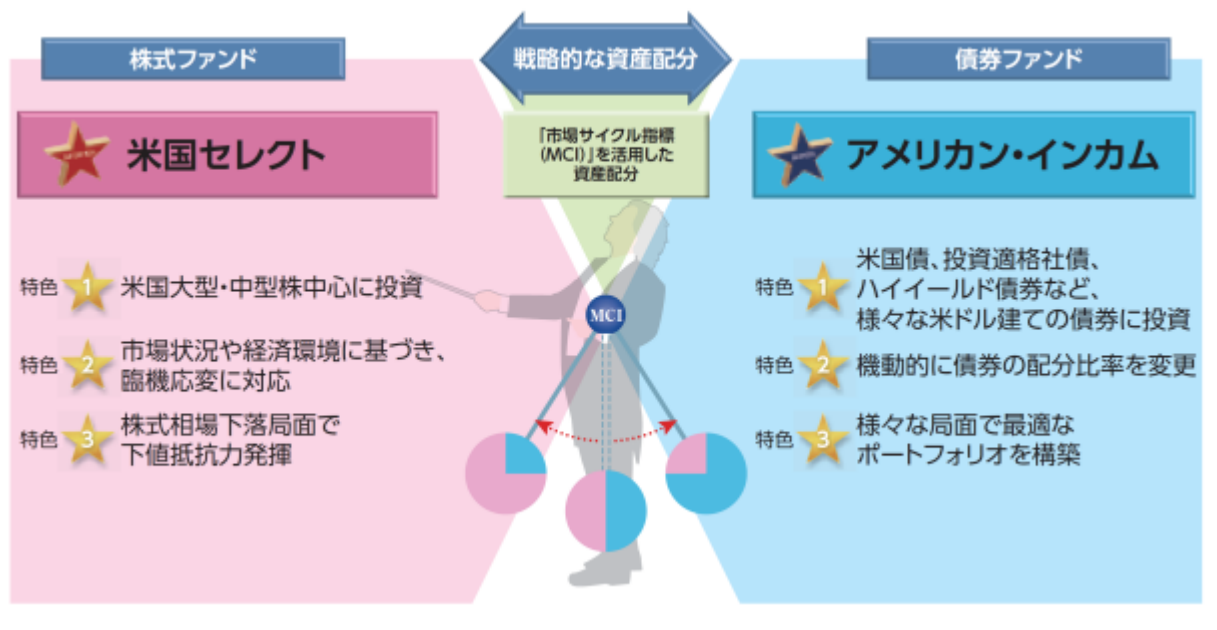 株式ファンド
戦略的な資産配分
債券ファンド
米国セレクト
「市場サイクル指標
(MCI)」を活用した
資産配分
アメリカン・インカム
特色 1 米国大型・中型株中心に投資
特色 2 市場状況や経済環境に基づき、
臨機応変に対応
特色 3 株式相場下落局面で
下値抵抗力発揮
MCI
特色 1 米国債、投資適格社債、
ハイイールド債券など、
様々な米ドル建ての債券に投資
特色 2 機動的に債券の配分比率を変更
特色 3 様々な局面で最適な
ポートフォリオを構築